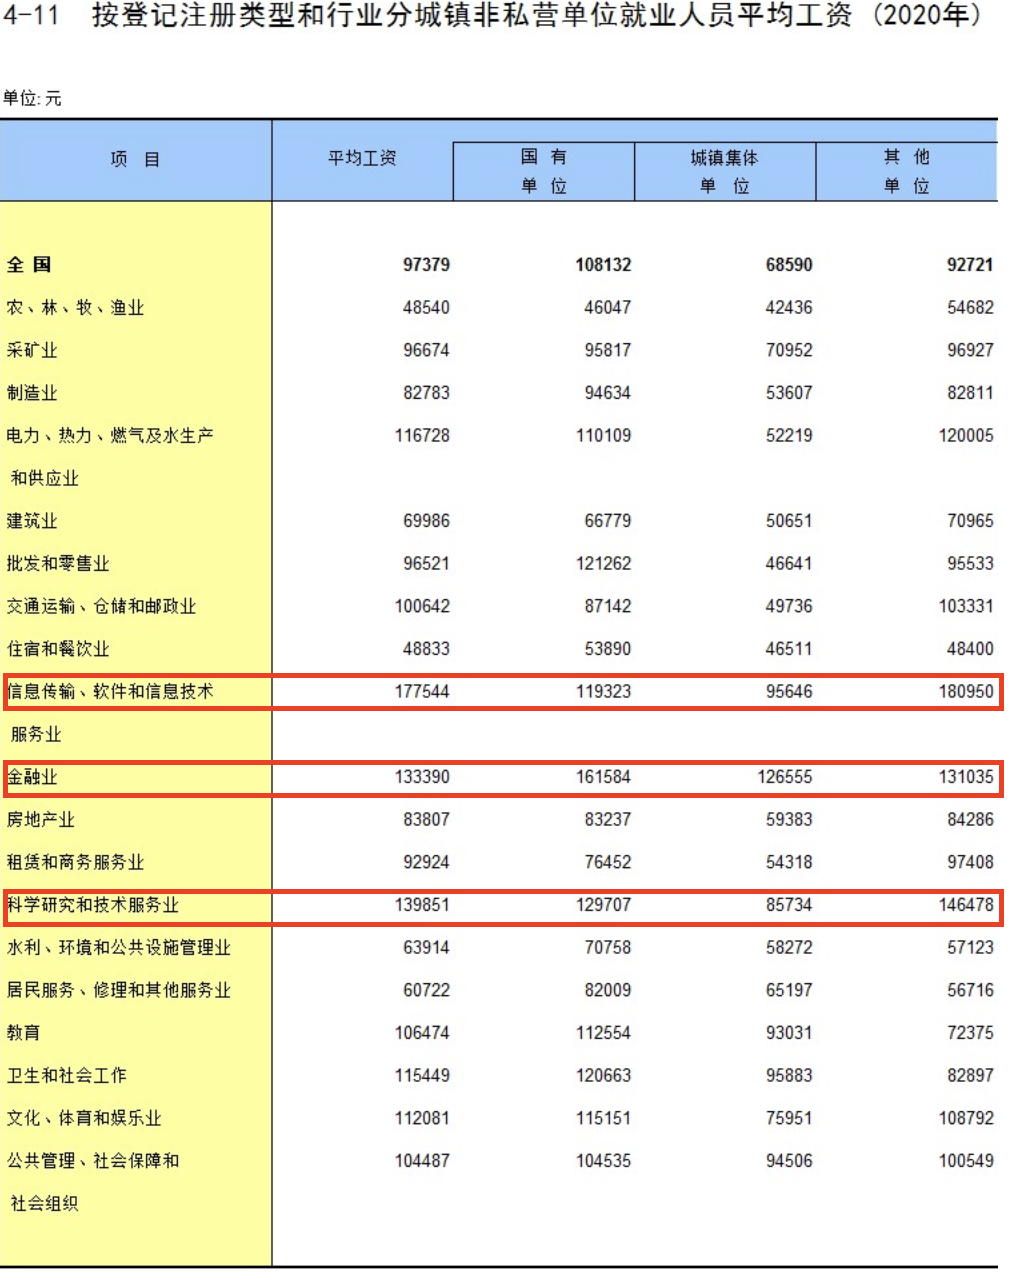 4-11 按登记注册类型和行业分城镇非私营单位就业人员平均工资 (2020年)
单位: 元
项 目 平均工资 国 有 单 位 城镇集体 单 位 其 他 单 位
全 国 97379 108132 68590 92721
农、林、牧、渔业 48540 46047 42436 54682
采矿业 96674 95817 70952 96927
制造业 82783 94634 53607 82811
电力、热力、燃气及水生产 116728 110109 52219 120005
和供应业
建筑业 69986 66779 50651 70965
批发和零售业 96521 121262 46641 95533
交通运输、仓储和邮政业 100642 87142 49736 103331
住宿和餐饮业 48833 53890 46511 48400
信息传输、软件和信息技术 177544 119323 95646 180950
服务业
金融业 133390 161584 126555 131035
房地产业 83807 83237 59383 84286
租赁和商务服务业 92924 76452 54318 97408
科学研究和技术服务业 139851 129707 85734 146478
水利、环境和公共设施管理业 63914 70758 58272 57123
居民服务、修理和其他服务业 60722 82009 65197 56716
教育 106474 112554 93031 72375
卫生和社会工作 115449 120663 95883 82897
文化、体育和娱乐业 112081 115151 75951 108792
公共管理、社会保障和 104487 104535 94506 100549
社会组织